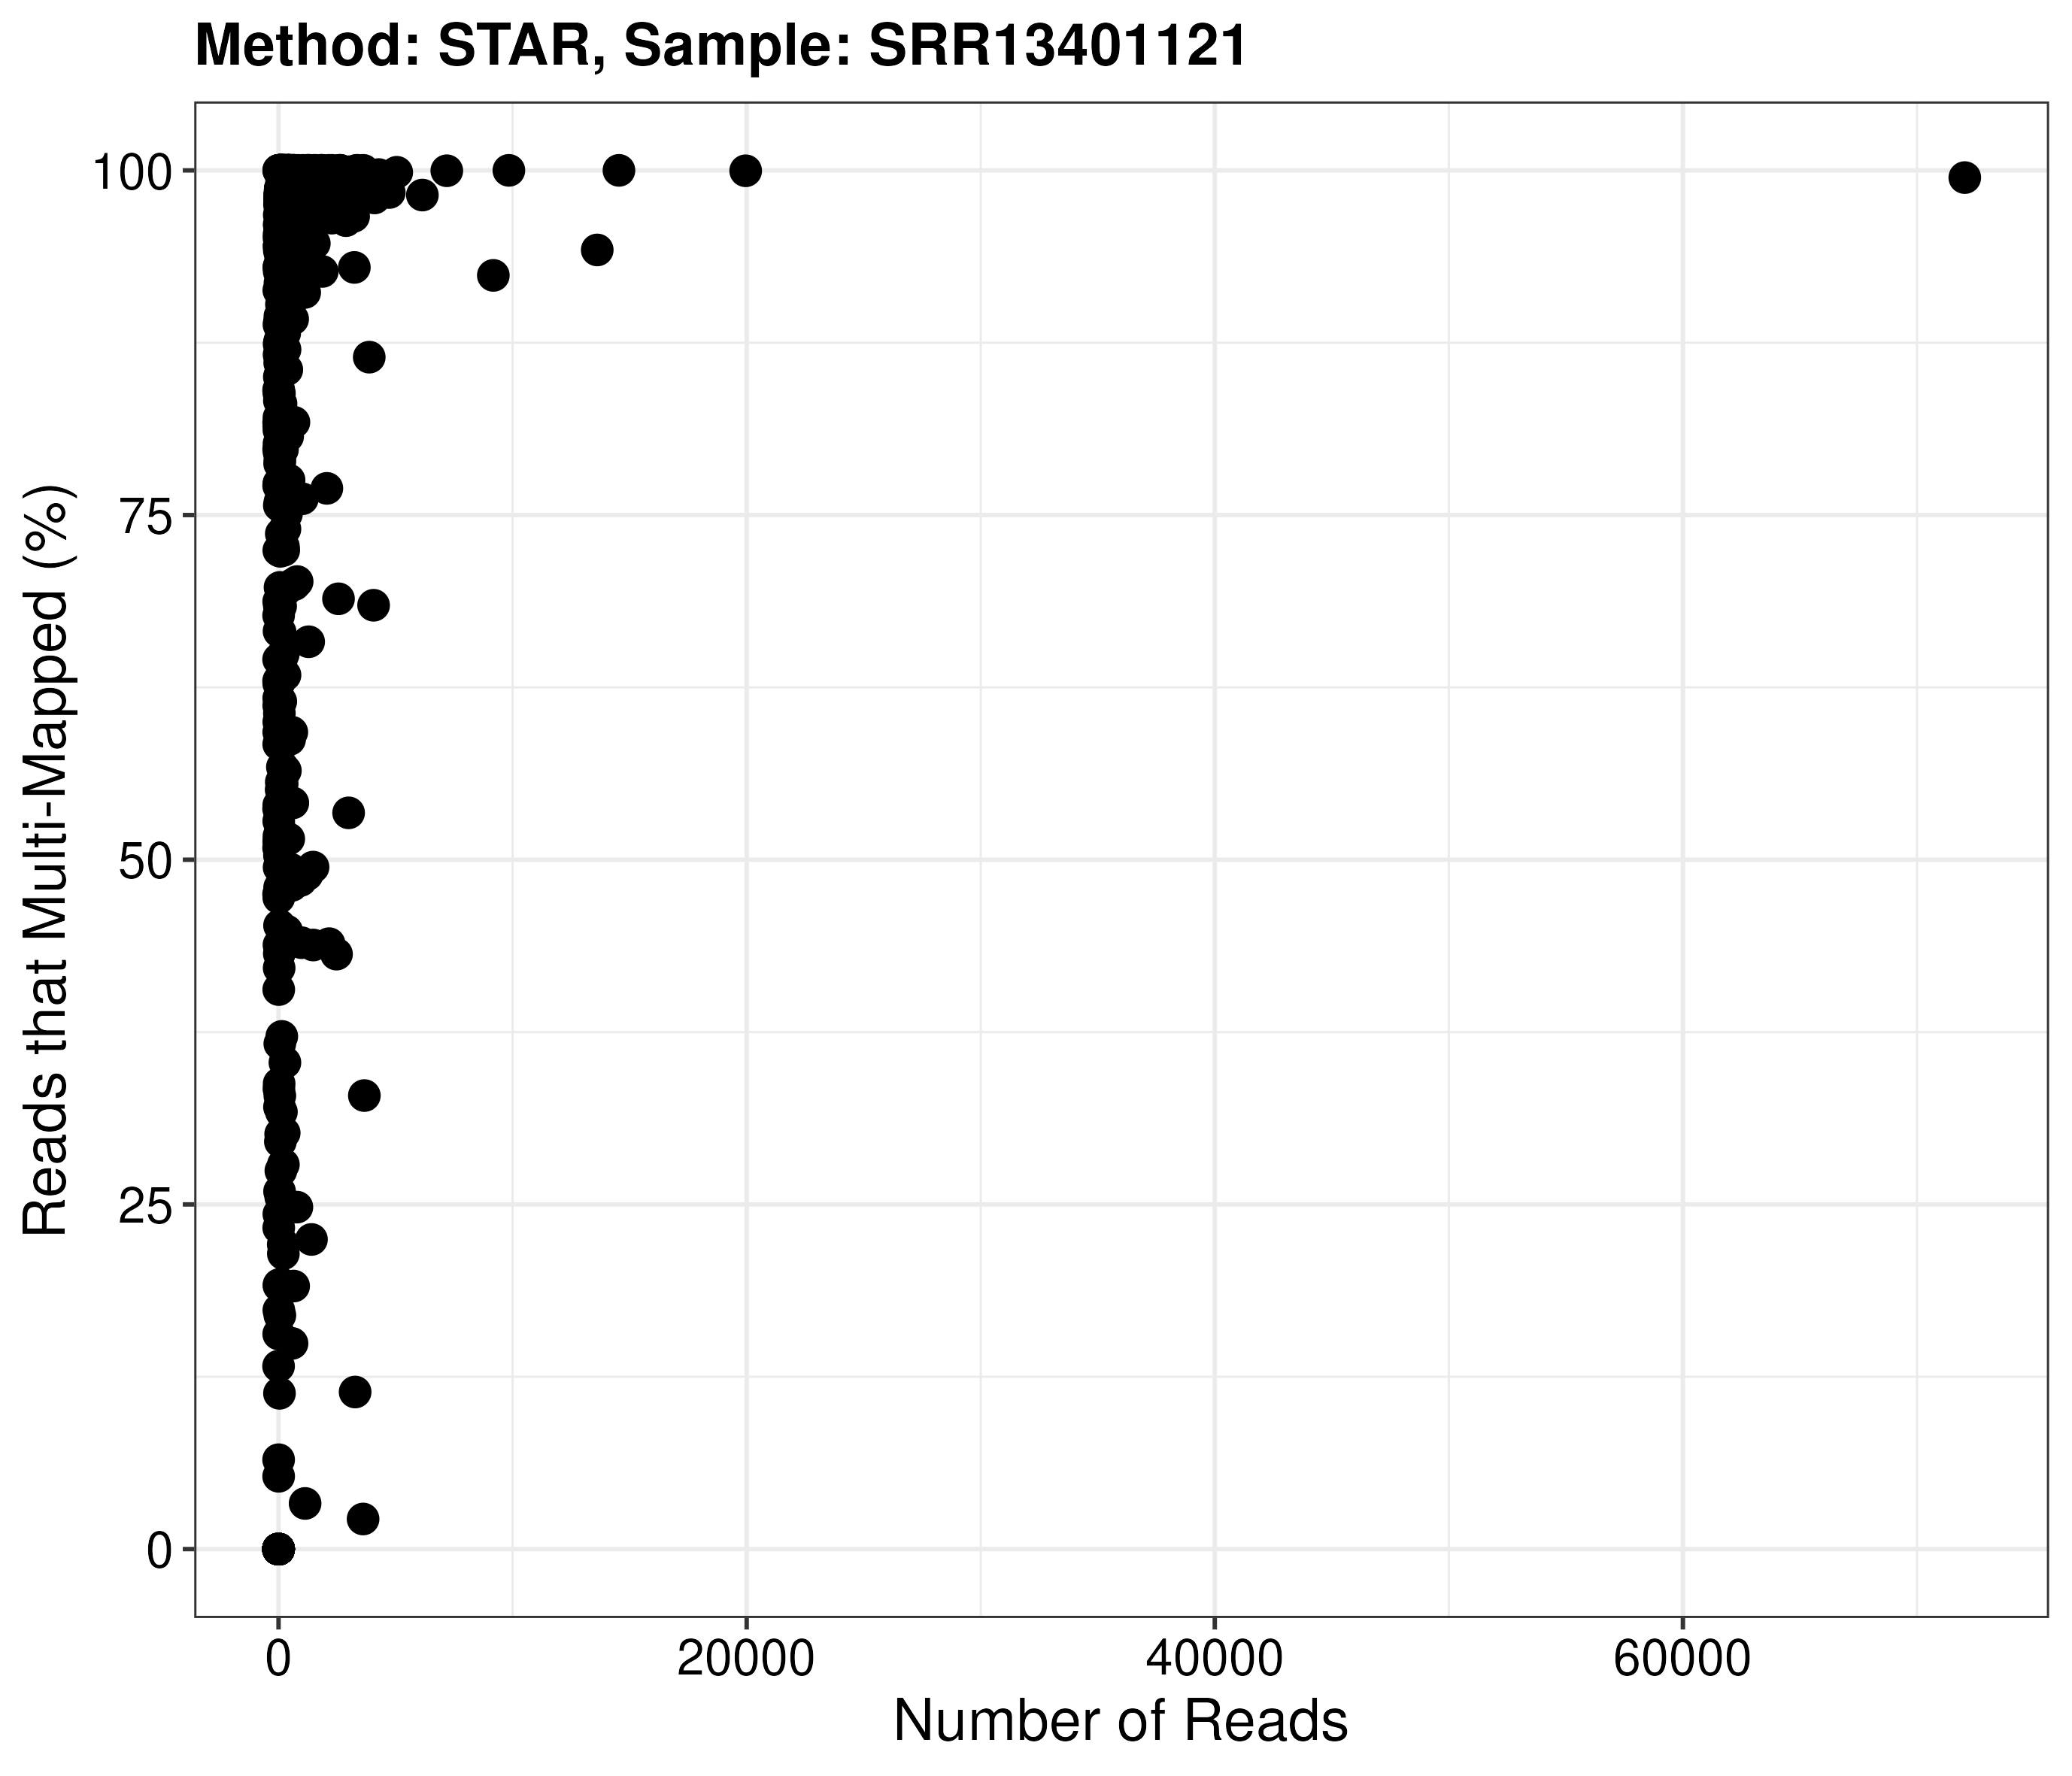 Method: STAR, Sample: SRR13401121
Reads that Multi-Mapped (%)
100
75
50
25
0
0 20000 40000 60000
Number of Reads